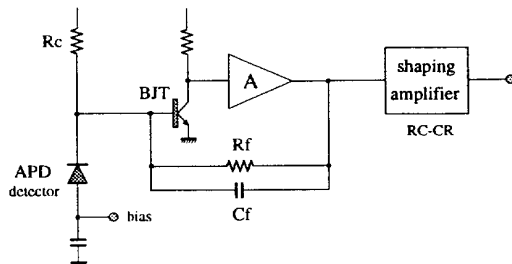 Rc
BJT
A
shaping
amplifier
RC-CR
Rf
APD
detector
bias
Cf